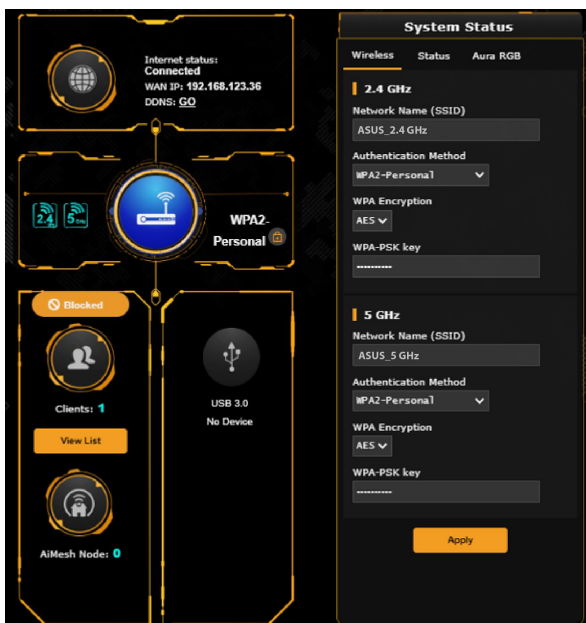 Internet status:
Connected
WAN IP: 192.168.123.36
DDNS: GO
2.4
GHz
5
GHz
WPA2-
Personal
Blocked
Clients: 1
View List
AiMesh Node: 0
USB 3.0
No Device
System Status
Wireless Status Aura RGB
2.4 GHz
Network Name (SSID)
ASUS_2.4 GHz
Authentication Method
WPA2-Personal
WPA Encryption
AES
WPA-PSK key
----------
5 GHz
Network Name (SSID)
ASUS_5 GHz
Authentication Method
WPA2-Personal
WPA Encryption
AES
WPA-PSK key
----------
Apply